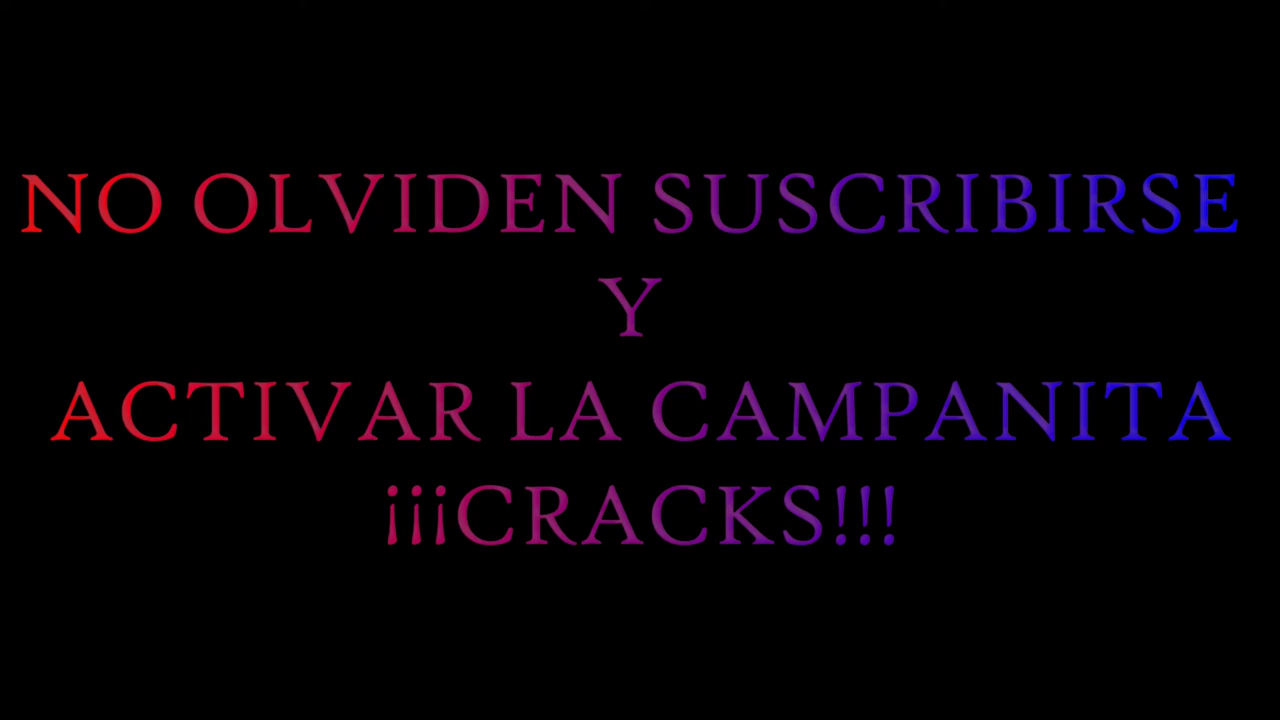 NO OLVIDEN SUSCRIBIRSE
Y
ACTIVAR LA CAMPANITA
¡¡¡CRACKS!!!